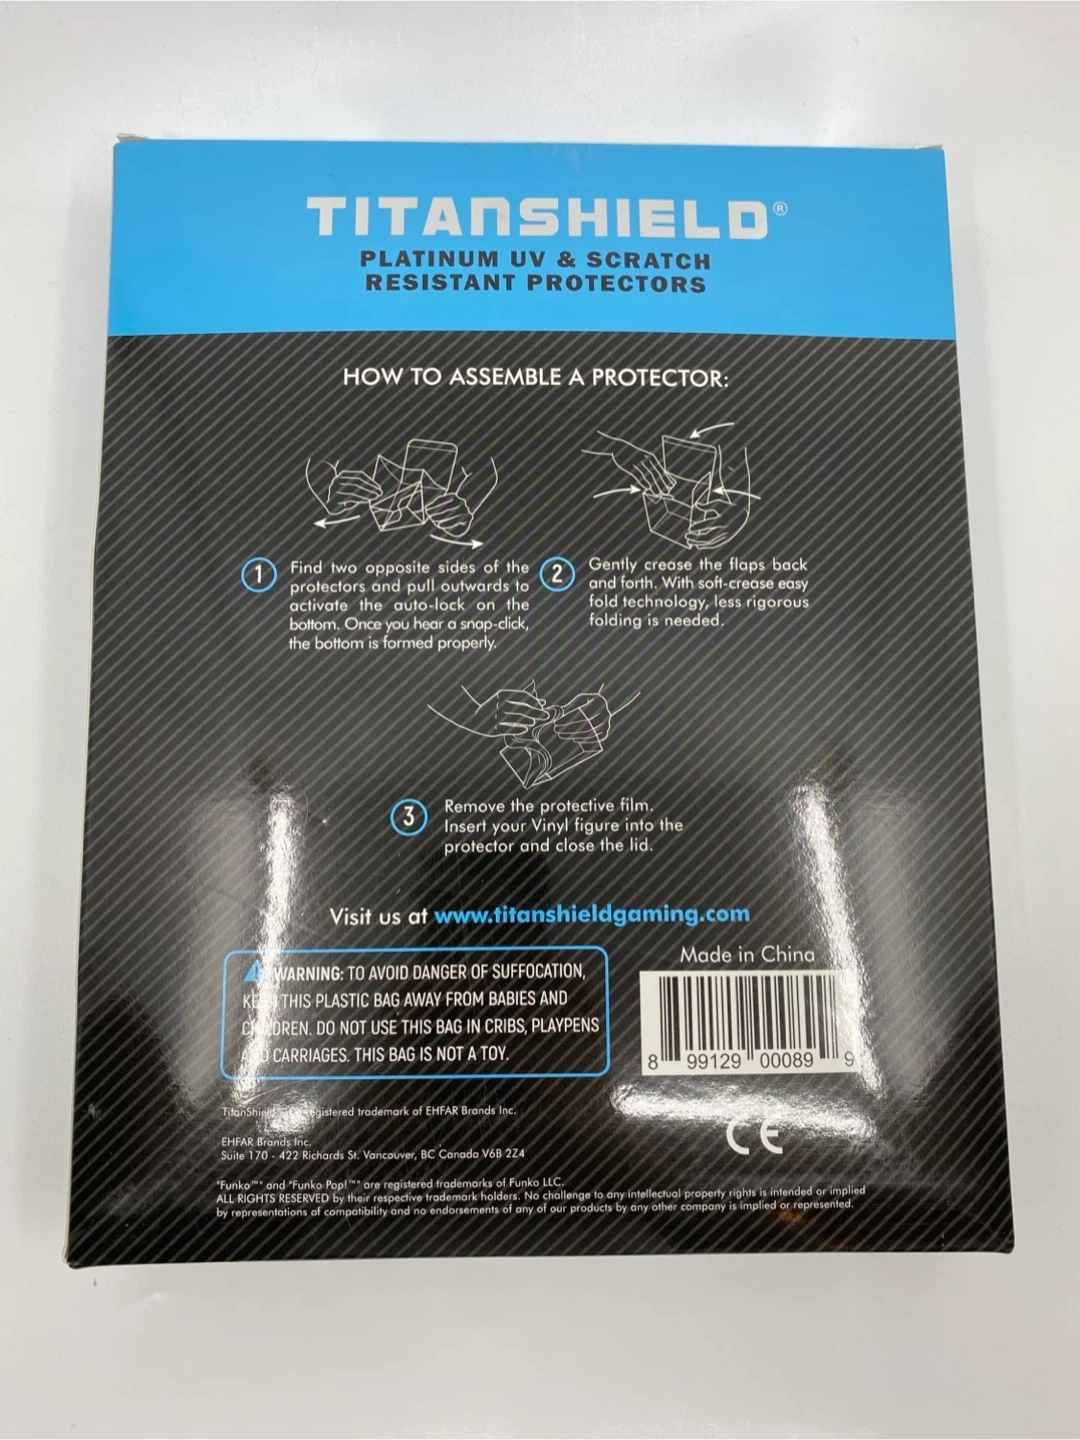 TITANSHIELD®
PLATINUM UV & SCRATCH
RESISTANT PROTECTORS
HOW TO ASSEMBLE A PROTECTOR:
1
Find two opposite sides of the
protectors and pull outwards to
activate the auto-lock on the
bottom. Once you hear a snap-click,
the bottom is formed properly.
2
Gently crease the flaps back
and forth. With soft-crease easy
fold technology, less rigorous
folding is needed.
3
Remove the protective film.
Insert your Vinyl figure into the
protector and close the lid.
Visit us at www.titanshieldgaming.com
WARNING: TO AVOID DANGER OF SUFFOCATION,
KEEP THIS PLASTIC BAG AWAY FROM BABIES AND
CHILDREN. DO NOT USE THIS BAG IN CRIBS, PLAYPENS
AND CARRIAGES. THIS BAG IS NOT A TOY.
Made in China
8 99129 00089 9
CE
TitanShield registered trademark of EHFAR Brands Inc.
EHFAR Brands Inc.
Suite 170 - 422 Richards St. Vancouver, BC Canada V6B 2Z4
"Funko™" and "Funko Pop!™" are registered trademarks of Funko LLC.
ALL RIGHTS RESERVED by their respective trademark holders. No challenge to any intellectual property rights is intended or implied
by representations of compatibility and no endorsements of any of our products by any other company is implied or represented.